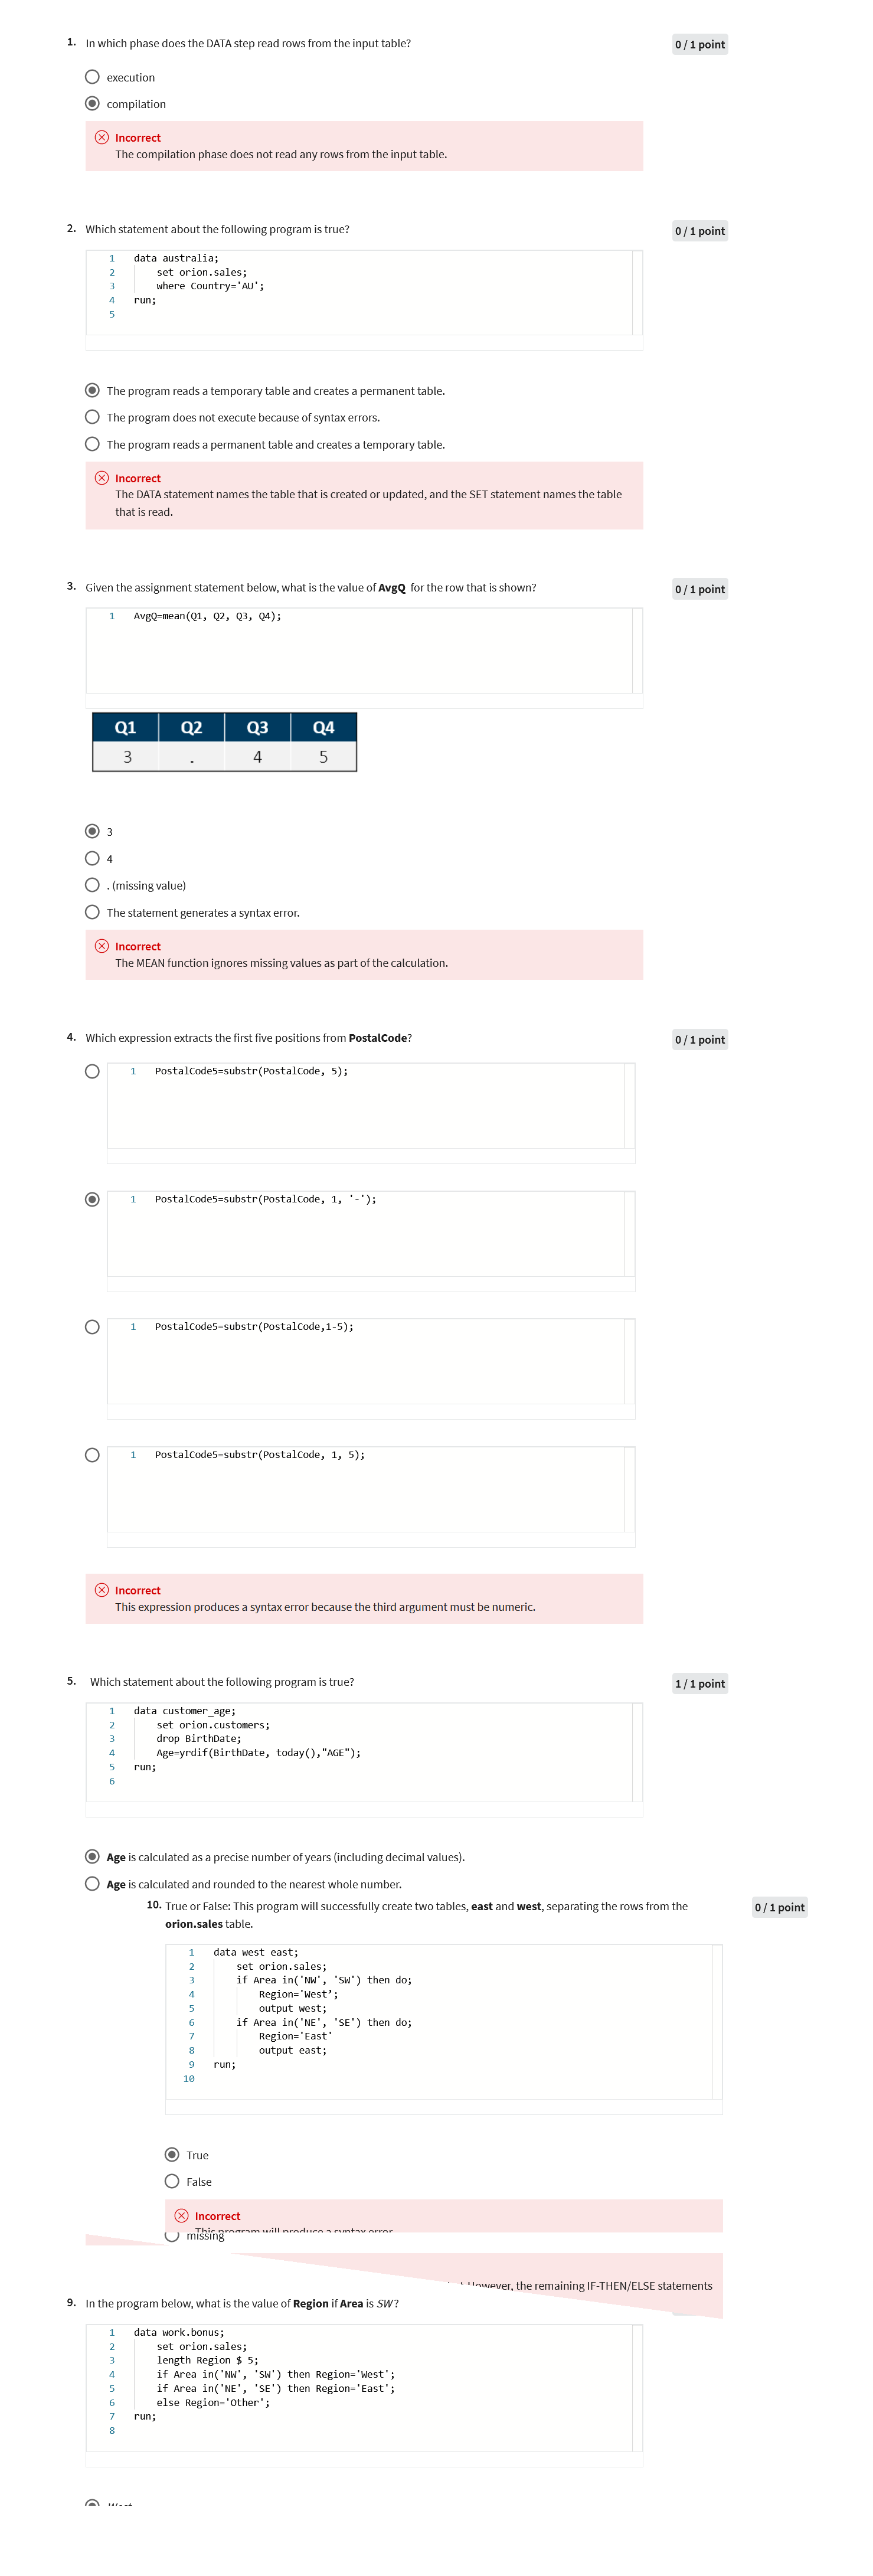 1. In which phase does the DATA step read rows from the input table?
0 / 1 point
execution
compilation
Incorrect
The compilation phase does not read any rows from the input table.
2. Which statement about the following program is true?
0 / 1 point
1 data australia;
2 set orion.sales;
3 where Country='AU';
4 run;
5
The program reads a temporary table and creates a permanent table.
The program does not execute because of syntax errors.
The program reads a permanent table and creates a temporary table.
Incorrect
The DATA statement names the table that is created or updated, and the SET statement names the table
that is read.
3. Given the assignment statement below, what is the value of AvgQ for the row that is shown?
0 / 1 point
1 AvgQ=mean(Q1, Q2, Q3, Q4);
Q1 Q2 Q3 Q4
3 . 4 5
3
4
. (missing value)
The statement generates a syntax error.
Incorrect
The MEAN function ignores missing values as part of the calculation.
4. Which expression extracts the first five positions from PostalCode?
0 / 1 point
1 PostalCode5=substr(PostalCode, 5);
1 PostalCode5=substr(PostalCode, 1, '-');
1 PostalCode5=substr(PostalCode,1-5);
1 PostalCode5=substr(PostalCode, 1, 5);
Incorrect
This expression produces a syntax error because the third argument must be numeric.
5. Which statement about the following program is true?
1 / 1 point
1 data customer_age;
2 set orion.customers;
3 drop BirthDate;
4 Age=yrdif(BirthDate, today(),"AGE");
5 run;
6
Age is calculated as a precise number of years (including decimal values).
Age is calculated and rounded to the nearest whole number.
10. True or False: This program will successfully create two tables, east and west, separating the rows from the
0 / 1 point
orion.sales table.
1 data west east;
2 set orion.sales;
3 if Area in('NW', 'SW') then do;
4 Region='West’;
5 output west;
6 if Area in('NE', 'SE') then do;
7 Region='East'
8 output east;
9 run;
10
True
False
Incorrect
This program will produce a syntax error
missing
However, the remaining IF-THEN/ELSE statements
9. In the program below, what is the value of Region if Area is SW?
1 data work.bonus;
2 set orion.sales;
3 length Region $ 5;
4 if Area in('NW', 'SW') then Region='West';
5 if Area in('NE', 'SE') then Region='East';
6 else Region='Other';
7 run;
8